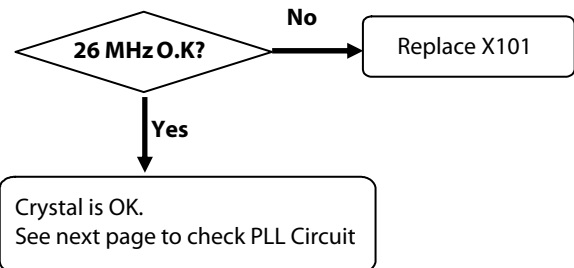 No
26 MHz O.K?
Replace X101
Yes
Crystal is OK.
See next page to check PLL Circuit